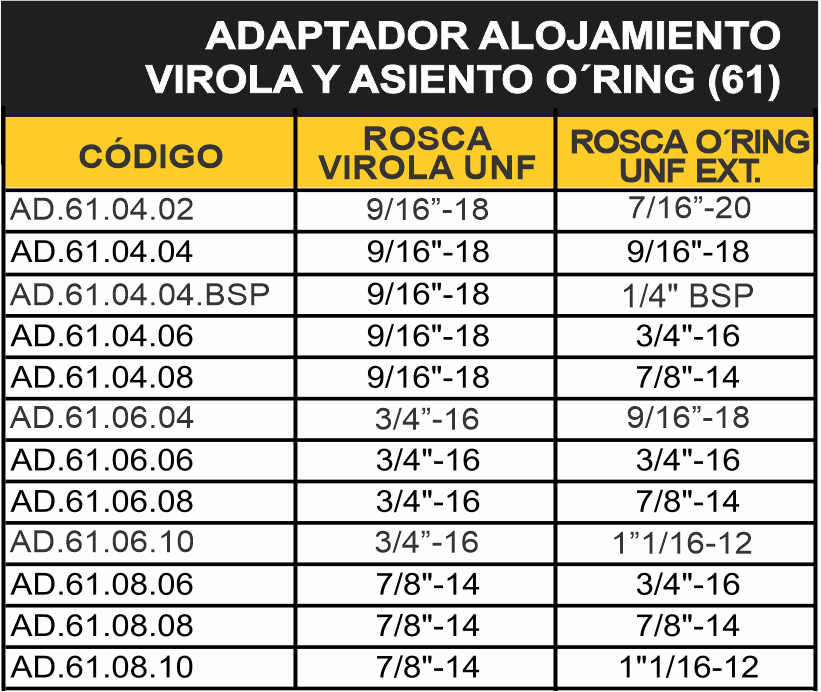 ADAPTADOR ALOJAMIENTO
VIROLA Y ASIENTO O´RING (61)
CÓDIGO ROSCA VIROLA UNF ROSCA O´RING UNF EXT.
AD.61.04.02 9/16”-18 7/16”-20
AD.61.04.04 9/16"-18 9/16"-18
AD.61.04.04.BSP 9/16"-18 1/4" BSP
AD.61.04.06 9/16"-18 3/4"-16
AD.61.04.08 9/16"-18 7/8"-14
AD.61.06.04 3/4”-16 9/16”-18
AD.61.06.06 3/4"-16 3/4"-16
AD.61.06.08 3/4"-16 7/8"-14
AD.61.06.10 3/4”-16 1”1/16-12
AD.61.08.06 7/8"-14 3/4"-16
AD.61.08.08 7/8"-14 7/8"-14
AD.61.08.10 7/8"-14 1"1/16-12